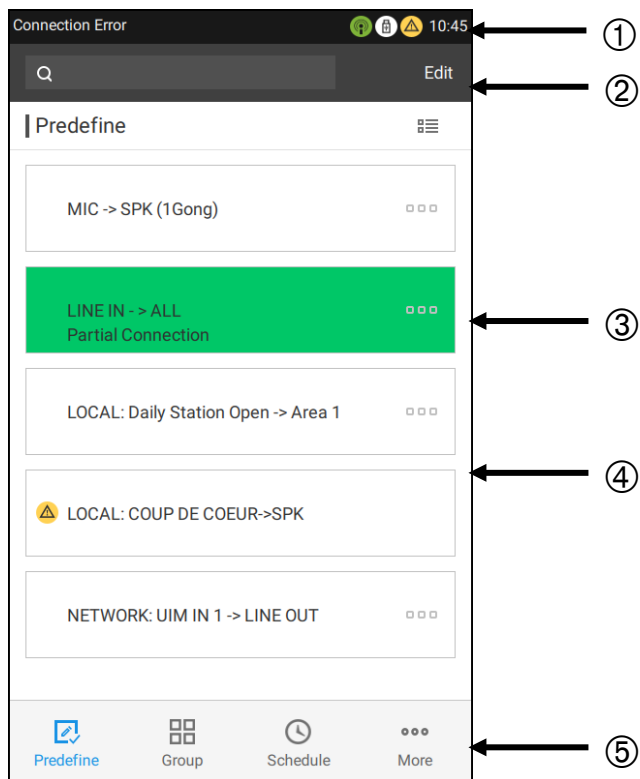 Connection Error 10:45 ①
Edit ②
Predefine
MIC -> SPK (1Gong)
LINE IN - > ALL ③
Partial Connection
LOCAL: Daily Station Open -> Area 1
④
LOCAL: COUP DE COEUR->SPK
NETWORK: UIM IN 1 -> LINE OUT
Predefine Group Schedule More ⑤